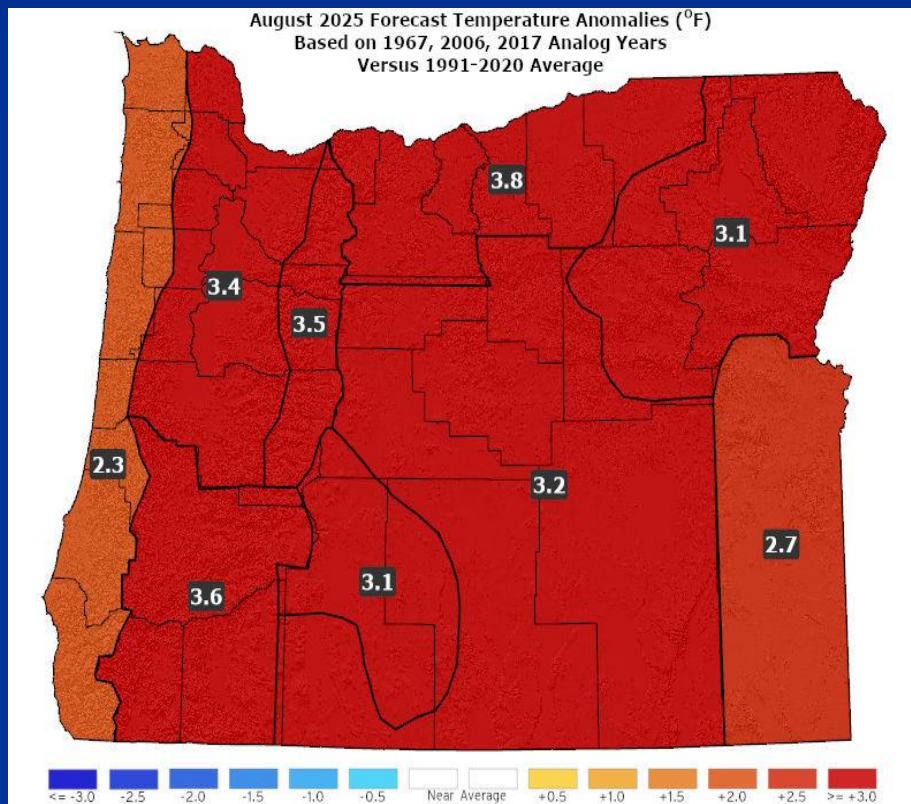 August 2025 Forecast Temperature Anomalies (⁰F)
Based on 1967, 2006, 2017 Analog Years
Versus 1991-2020 Average
3.8
3.1
3.4
3.5
2.3
3.2
2.7
3.1
3.6
<= -3.0 -2.5 -2.0 -1.5 -1.0 -0.5 Near Average +0.5 +1.0 +1.5 +2.0 +2.5 >= +3.0